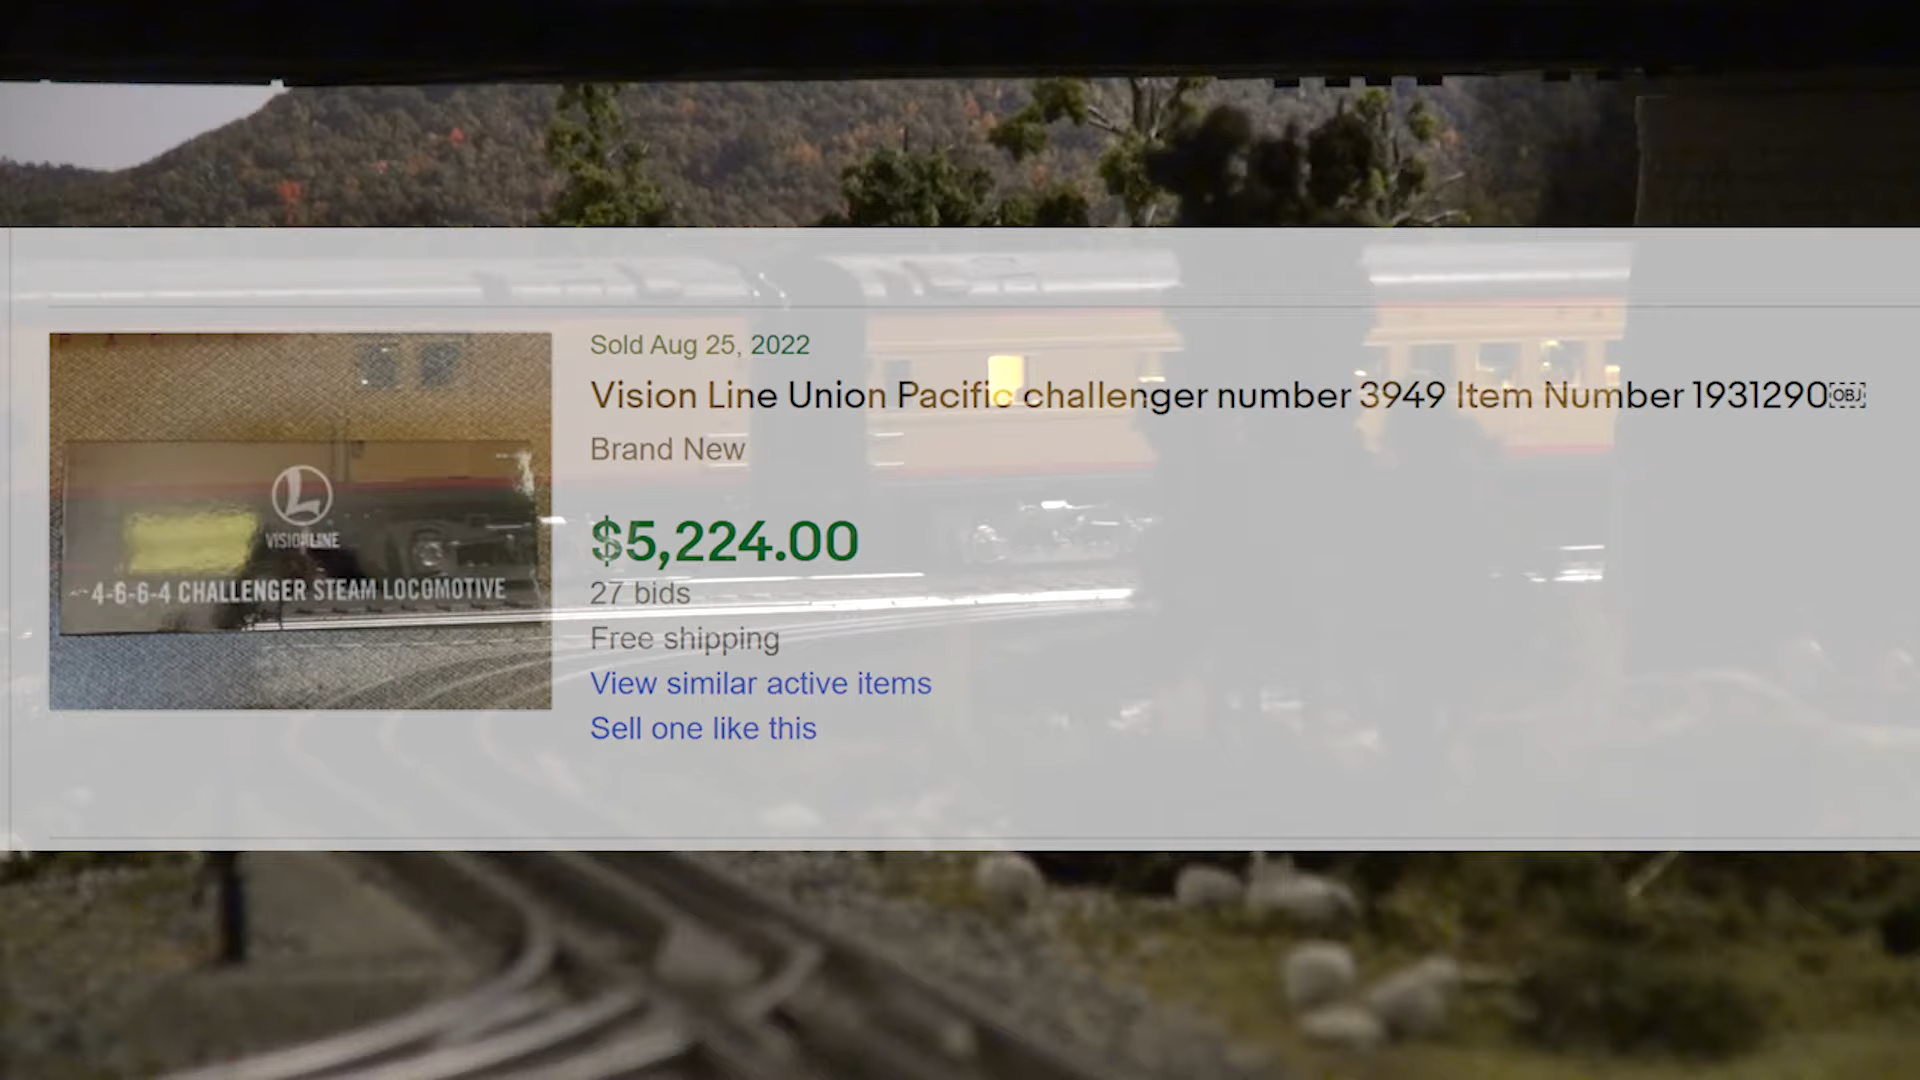 Sold Aug 25, 2022
Vision Line Union Pacific challenger number 3949 Item Number 1931290￼
Brand New
$5,224.00
27 bids
Free shipping
View similar active items
Sell one like this
L
VISION LINE
4-6-6-4 CHALLENGER STEAM LOCOMOTIVE